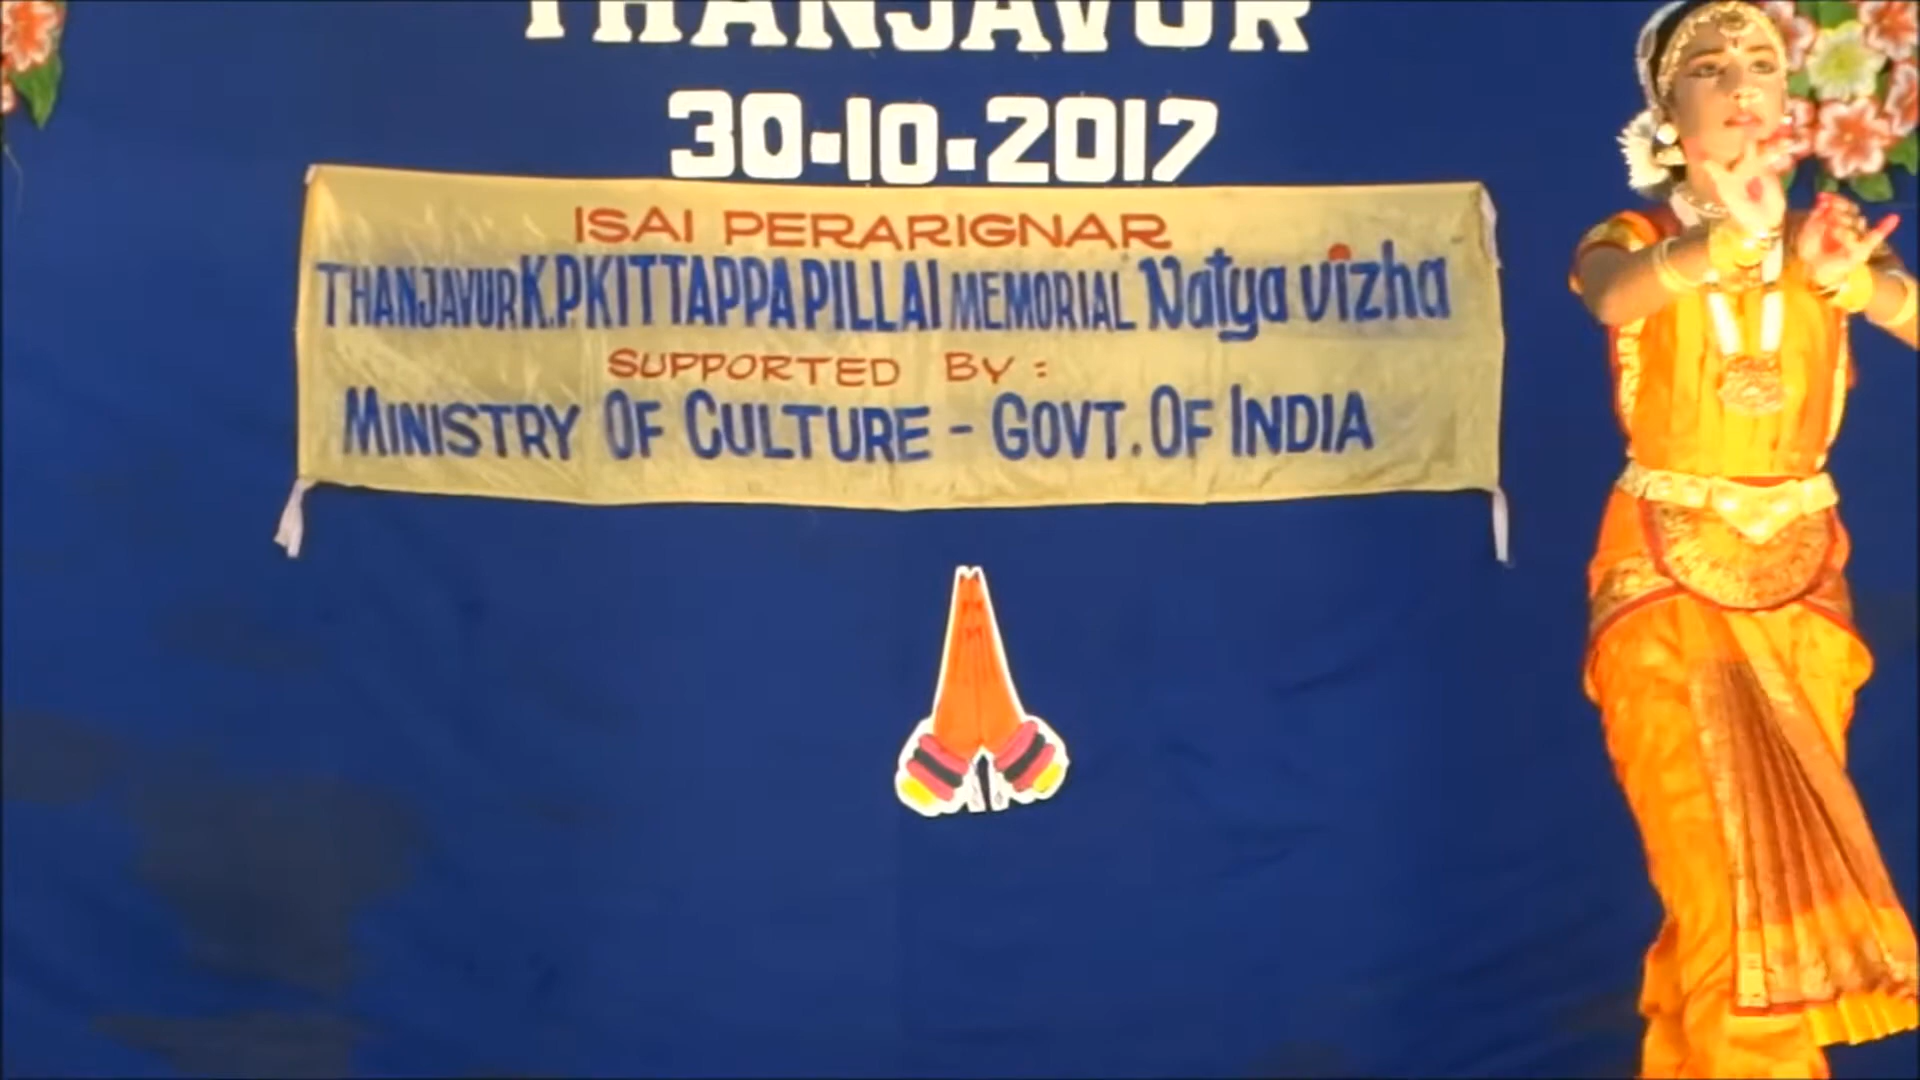 THANJAVUR
30-10-2017
ISAI PERARIGNAR
THANJAVUR K.P.KITTAPPA PILLAI MEMORIAL Natya vizha
SUPPORTED BY :
MINISTRY OF CULTURE - GOVT. OF INDIA